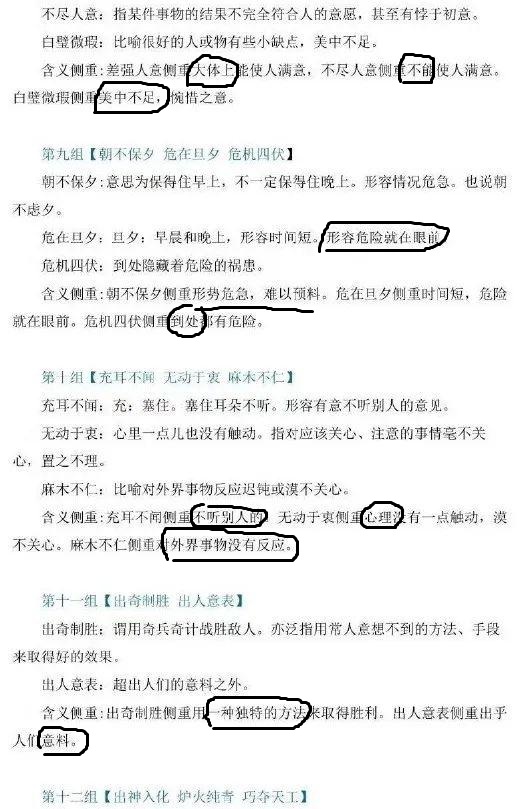 不尽人意：指某件事物的结果不完全符合人的意愿，甚至有悖于初意。
白璧微瑕：比喻很好的人或物有些小缺点，美中不足。
含义侧重:差强人意侧重大体上能使人满意，不尽人意侧重不能使人满意。
白璧微瑕侧重美中不足，惋惜之意。
第九组【朝不保夕 危在旦夕 危机四伏】
朝不保夕:意思为保得住早上，不一定保得住晚上。形容情况危急。也说朝
不虑夕。
危在旦夕：旦夕：早晨和晚上，形容时间短。形容危险就在眼前
危机四伏：到处隐藏着危险的祸患。
含义侧重:朝不保夕侧重形势危急，难以预料。危在旦夕侧重时间短，危险
就在眼前。危机四伏侧重到处都有危险。
第十组【充耳不闻 无动于衷 麻木不仁】
充耳不闻：充：塞住。塞住耳朵不听。形容有意不听别人的意见。
无动于衷：心里一点儿也没有触动。指对应该关心、注意的事情毫不关
心，置之不理。
麻木不仁：比喻对外界事物反应迟钝或漠不关心。
含义侧重:充耳不闻侧重不听别人的。无动于衷侧重心理没有一点触动，漠
不关心。麻木不仁侧重对外界事物没有反应。
第十一组【出奇制胜 出人意表】
出奇制胜：谓用奇兵奇计战胜敌人。亦泛指用常人意想不到的方法、手段
来取得好的效果。
出人意表：超出人们的意料之外。
含义侧重:出奇制胜侧重用一种独特的方法来取得胜利。出人意表侧重出乎
人们意料。
第十二组【出神入化 炉火纯青 巧夺天工】